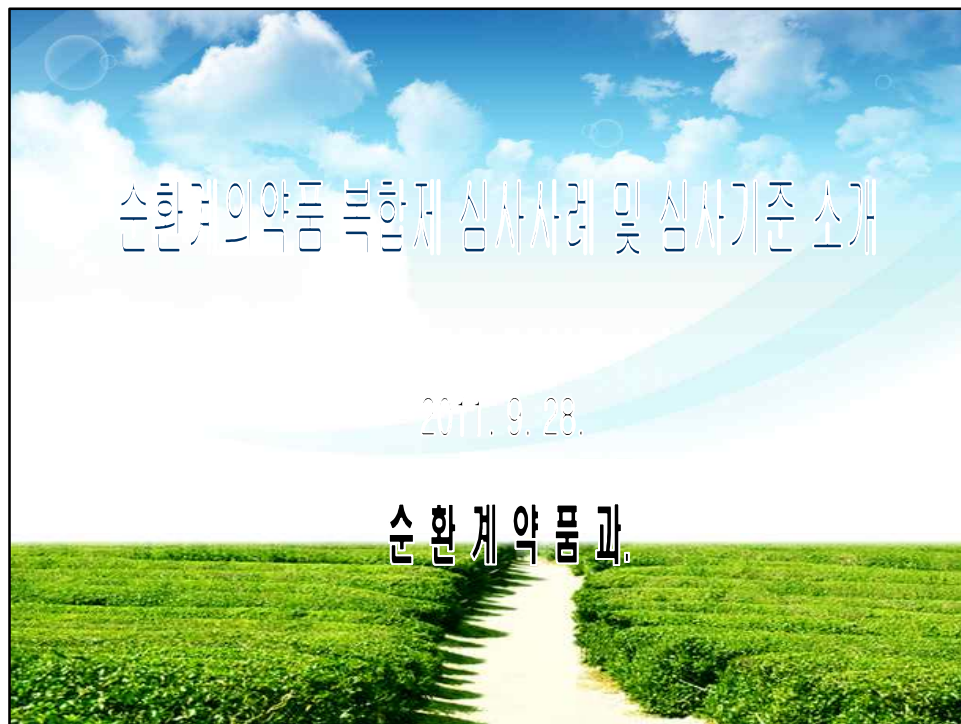 순환계의약품 복합제 심사사례 및 심사기준 소개
2011. 9. 28.
순 환 계 약 품 과.